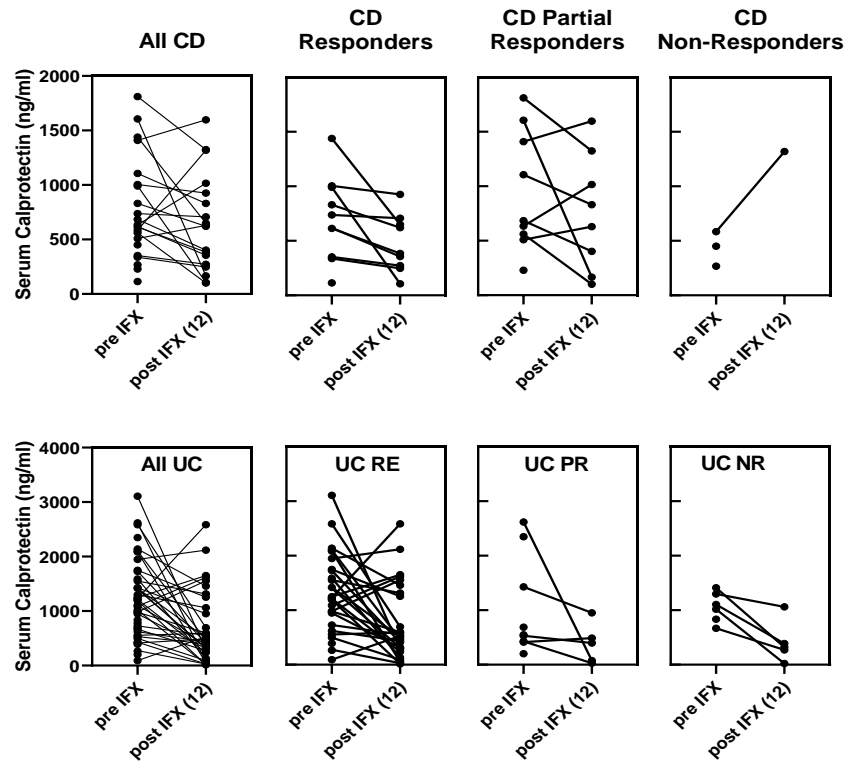 All CD
CD
Responders
CD Partial
Responders
CD
Non-Responders
Serum Calprotectin (ng/ml)
2000
1500
1000
500
0
pre IFX
post IFX (12)
pre IFX
post IFX (12)
pre IFX
post IFX (12)
pre IFX
post IFX (12)
Serum Calprotectin (ng/ml)
4000
3000
2000
1000
0
All UC
UC RE
UC PR
UC NR
pre IFX
post IFX (12)
pre IFX
post IFX (12)
pre IFX
post IFX (12)
pre IFX
post IFX (12)